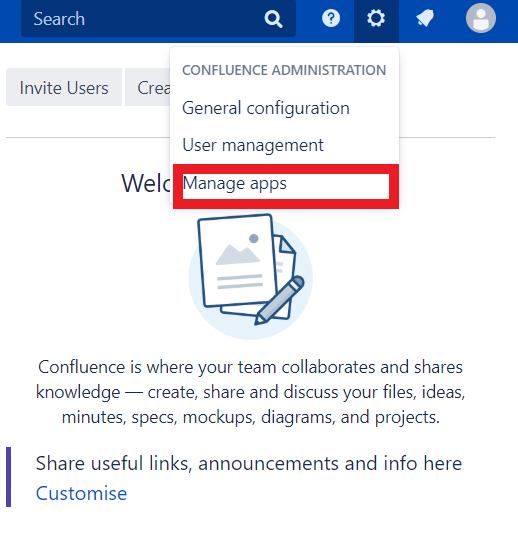 Search
CONFLUENCE ADMINISTRATION
Invite Users
General configuration
User management
Manage apps
Confluence is where your team collaborates and shares
knowledge — create, share and discuss your files, ideas,
minutes, specs, mockups, diagrams, and projects.
Share useful links, announcements and info here
Customise